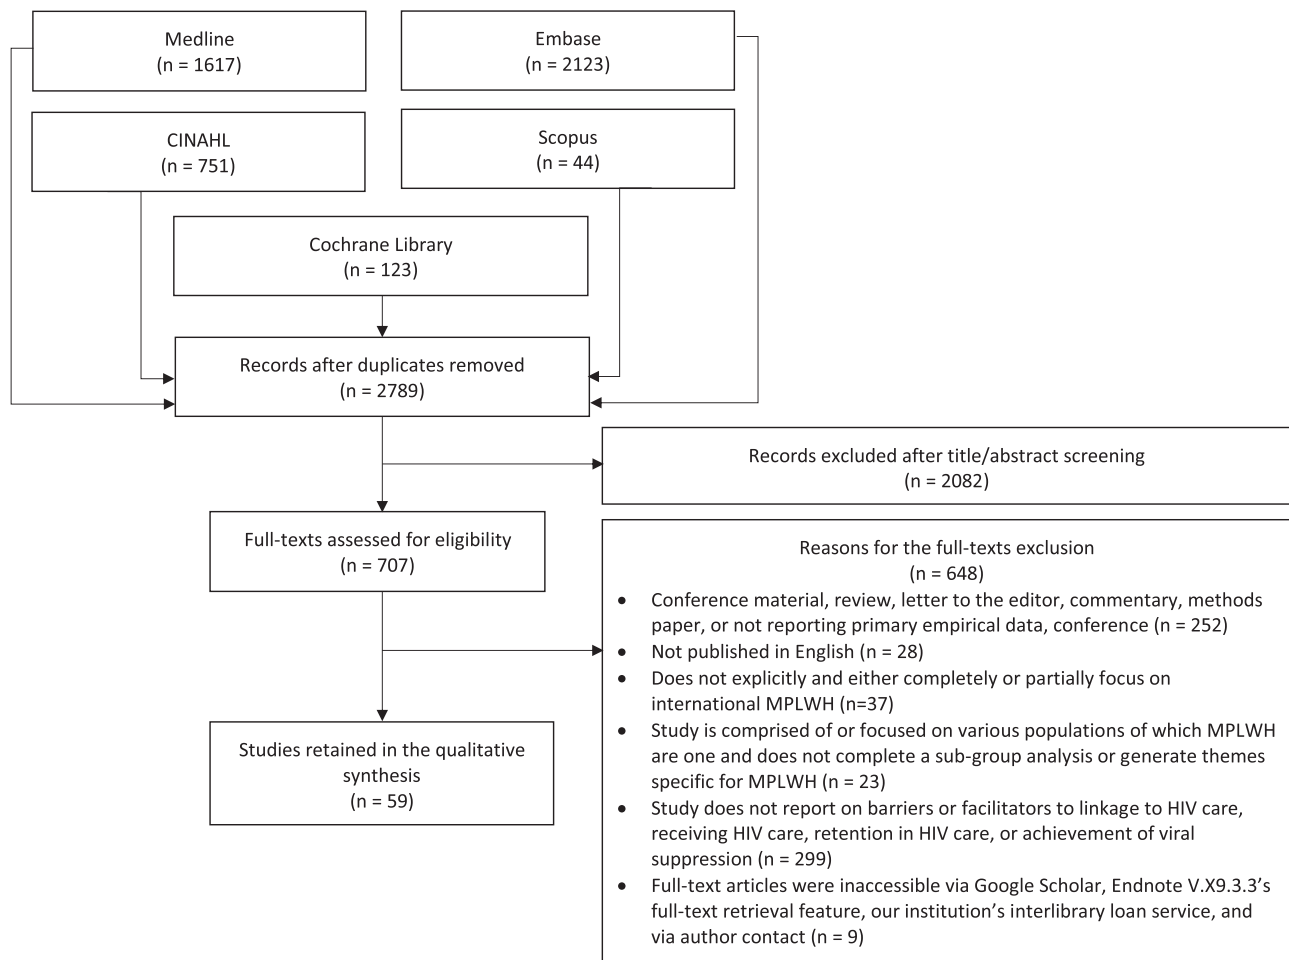 Medline
(n = 1617)
Embase
(n = 2123)
CINAHL
(n = 751)
Scopus
(n = 44)
Cochrane Library
(n = 123)
Records after duplicates removed
(n = 2789)
Records excluded after title/abstract screening
(n = 2082)
Full-texts assessed for eligibility
(n = 707)
Reasons for the full-texts exclusion
(n = 648)
• Conference material, review, letter to the editor, commentary, methods
paper, or not reporting primary empirical data, conference (n = 252)
• Not published in English (n = 28)
• Does not explicitly and either completely or partially focus on
international MPLWH (n=37)
• Study is comprised of or focused on various populations of which MPLWH
are one and does not complete a sub-group analysis or generate themes
specific for MPLWH (n = 23)
• Study does not report on barriers or facilitators to linkage to HIV care,
receiving HIV care, retention in HIV care, or achievement of viral
suppression (n = 299)
• Full-text articles were inaccessible via Google Scholar, Endnote V.X9.3.3’s
full-text retrieval feature, our institution’s interlibrary loan service, and
via author contact (n = 9)
Studies retained in the qualitative
synthesis
(n = 59)